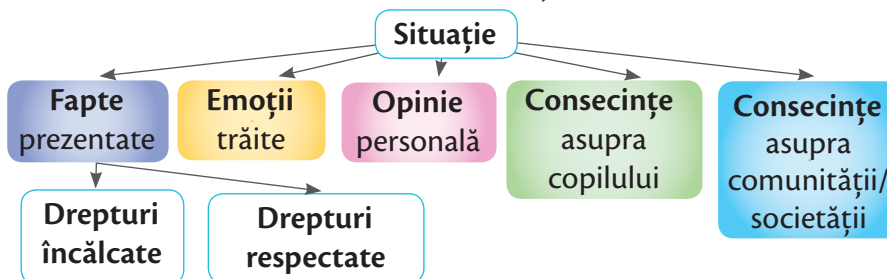 Situație
Fapte
prezentate
Emoții
trăite
Opinie
personală
Consecințe
asupra
copilului
Consecințe
asupra
comunității/
societății
Drepturi
încălcate
Drepturi
respectate